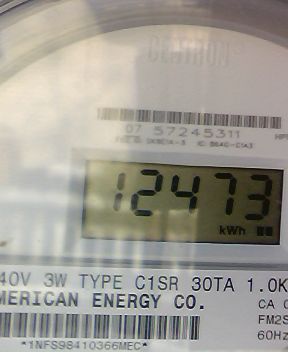 CENTRON®
07 57245311
12473
kWh
40V 3W TYPE C1SR 30TA 1.0K
MERICAN ENERGY CO.
CA
FM2S
60Hz
*1NFS98410366MEC*